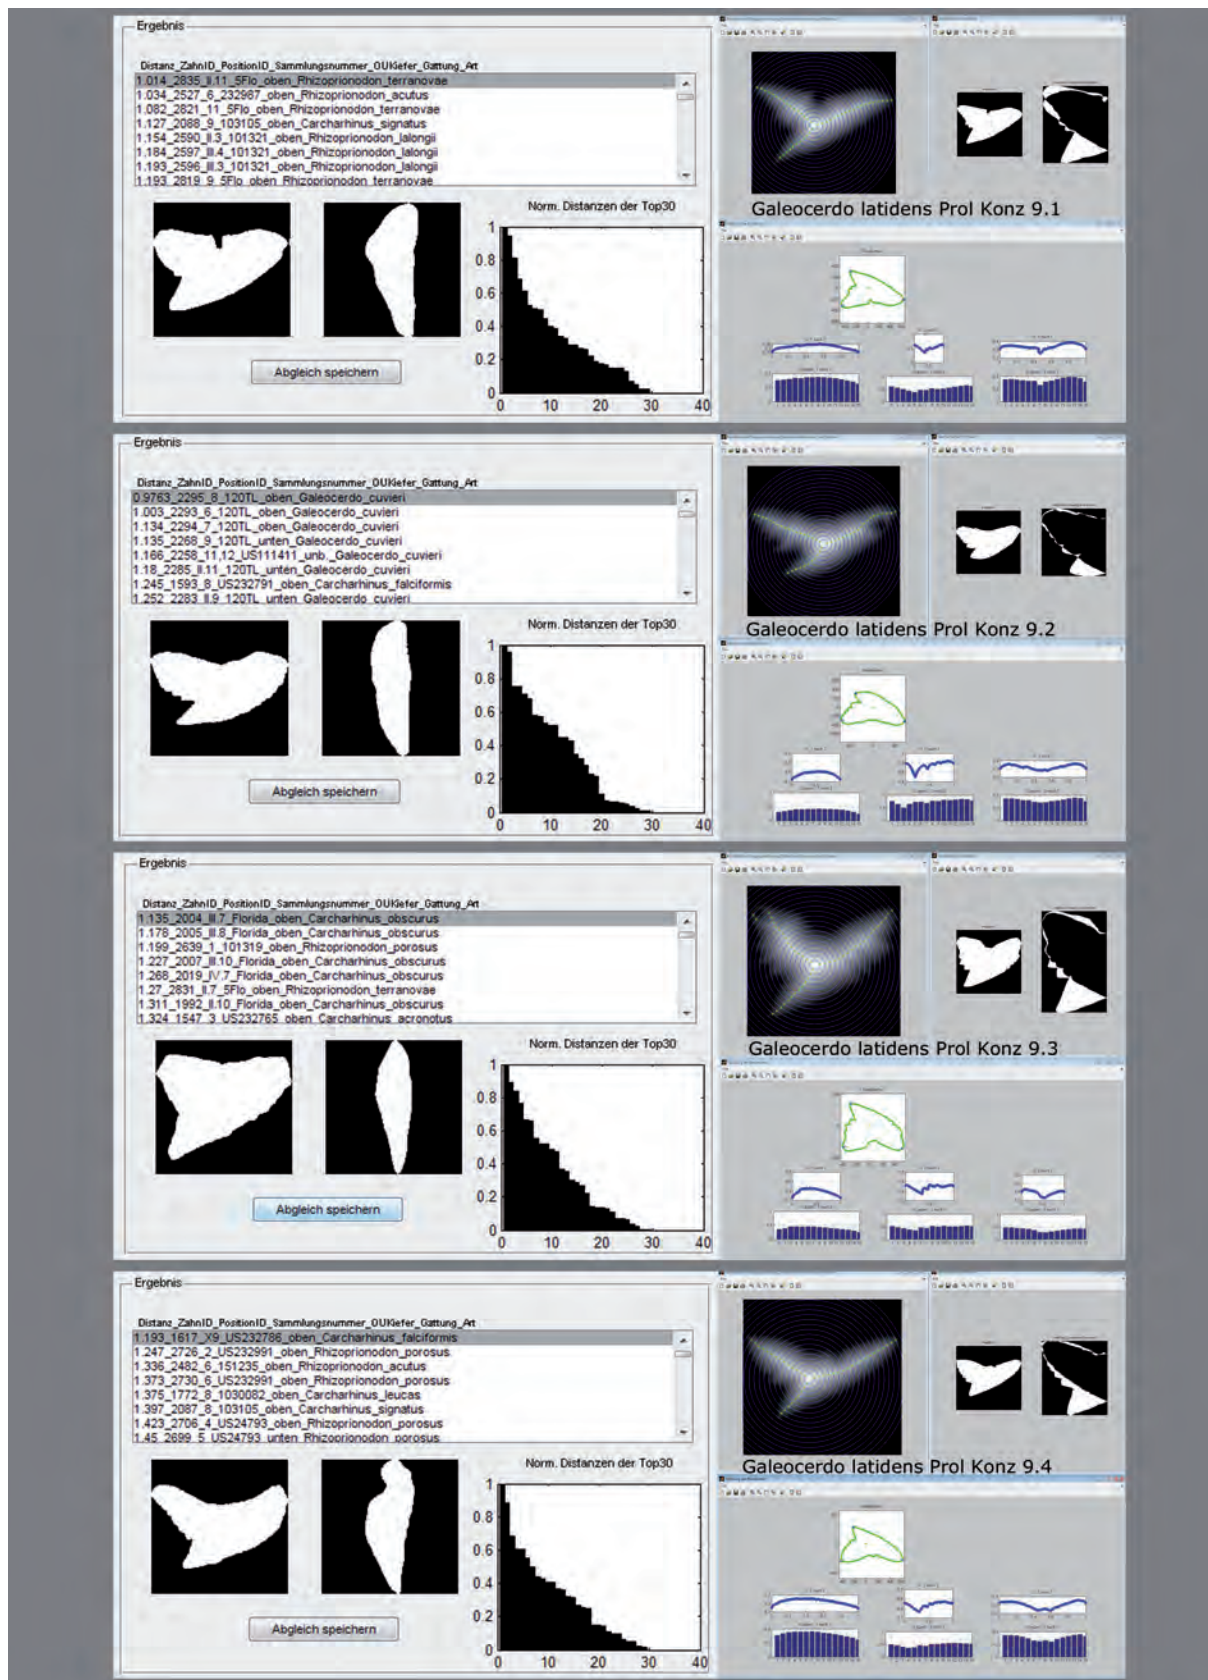 Ergebnis
Distanz_ZahnID_PositionID_Sammlungsnummer_OUKiefer_Gattung_Art
1.014_2835_II.11_5Flo_oben_Rhizoprionodon_terranovae
1.034_2527_6_232987_oben_Rhizoprionodon_acutus
1.082_2821_11_5Flo_oben_Rhizoprionodon_terranovae
1.127_2088_9_103105_oben_Carcharhinus_signatus
1.154_2590_II.3_101321_oben_Rhizoprionodon_lalongii
1.184_2597_III.4_101321_oben_Rhizoprionodon_lalongii
1.193_2596_III.3_101321_oben_Rhizoprionodon_lalongii
1.193_2819_9_5Flo_oben_Rhizoprionodon_terranovae
Norm. Distanzen der Top30
1
0.8
0.6
0.4
0.2
0
0 10 20 30 40
Abgleich speichern
Galeocerdo latidens Prol Konz 9.1
Ergebnis
Distanz_ZahnID_PositionID_Sammlungsnummer_OUKiefer_Gattung_Art
0.9763_2295_8_120TL_oben_Galeocerdo_cuvieri
1.003_2293_6_120TL_oben_Galeocerdo_cuvieri
1.134_2294_7_120TL_oben_Galeocerdo_cuvieri
1.135_2268_9_120TL_unten_Galeocerdo_cuvieri
1.166_2258_11,12_US111411_unb._Galeocerdo_cuvieri
1.18_2285_II.11_120TL_unten_Galeocerdo_cuvieri
1.245_1593_8_US232791_oben_Carcharhinus_falciformis
1.252_2283_II.9_120TL_unten_Galeocerdo_cuvieri
Norm. Distanzen der Top30
1
0.8
0.6
0.4
0.2
0
0 10 20 30 40
Abgleich speichern
Galeocerdo latidens Prol Konz 9.2
Ergebnis
Distanz_ZahnID_PositionID_Sammlungsnummer_OUKiefer_Gattung_Art
1.135_2004_III.7_Florida_oben_Carcharhinus_obscurus
1.178_2005_III.8_Florida_oben_Carcharhinus_obscurus
1.199_2639_1_101319_oben_Rhizoprionodon_porosus
1.227_2007_III.10_Florida_oben_Carcharhinus_obscurus
1.268_2019_IV.7_Florida_oben_Carcharhinus_obscurus
1.27_2831_II.7_5Flo_oben_Rhizoprionodon_terranovae
1.311_1992_II.10_Florida_oben_Carcharhinus_obscurus
1.324_1547_3_US232765_oben_Carcharhinus_acronotus
Norm. Distanzen der Top30
1
0.8
0.6
0.4
0.2
0
0 10 20 30 40
Abgleich speichern
Galeocerdo latidens Prol Konz 9.3
Ergebnis
Distanz_ZahnID_PositionID_Sammlungsnummer_OUKiefer_Gattung_Art
1.193_1617_X9_US232786_oben_Carcharhinus_falciformis
1.247_2726_2_US232991_oben_Rhizoprionodon_porosus
1.336_2482_6_151235_oben_Rhizoprionodon_acutus
1.373_2730_6_US232991_oben_Rhizoprionodon_porosus
1.375_1772_8_1030082_oben_Carcharhinus_leucas
1.397_2087_8_103105_oben_Carcharhinus_signatus
1.423_2706_4_US24793_oben_Rhizoprionodon_porosus
1.45_2699_5_US24793_unten_Rhizoprionodon_porosus
Norm. Distanzen der Top30
1
0.8
0.6
0.4
0.2
0
0 10 20 30 40
Abgleich speichern
Galeocerdo latidens Prol Konz 9.4